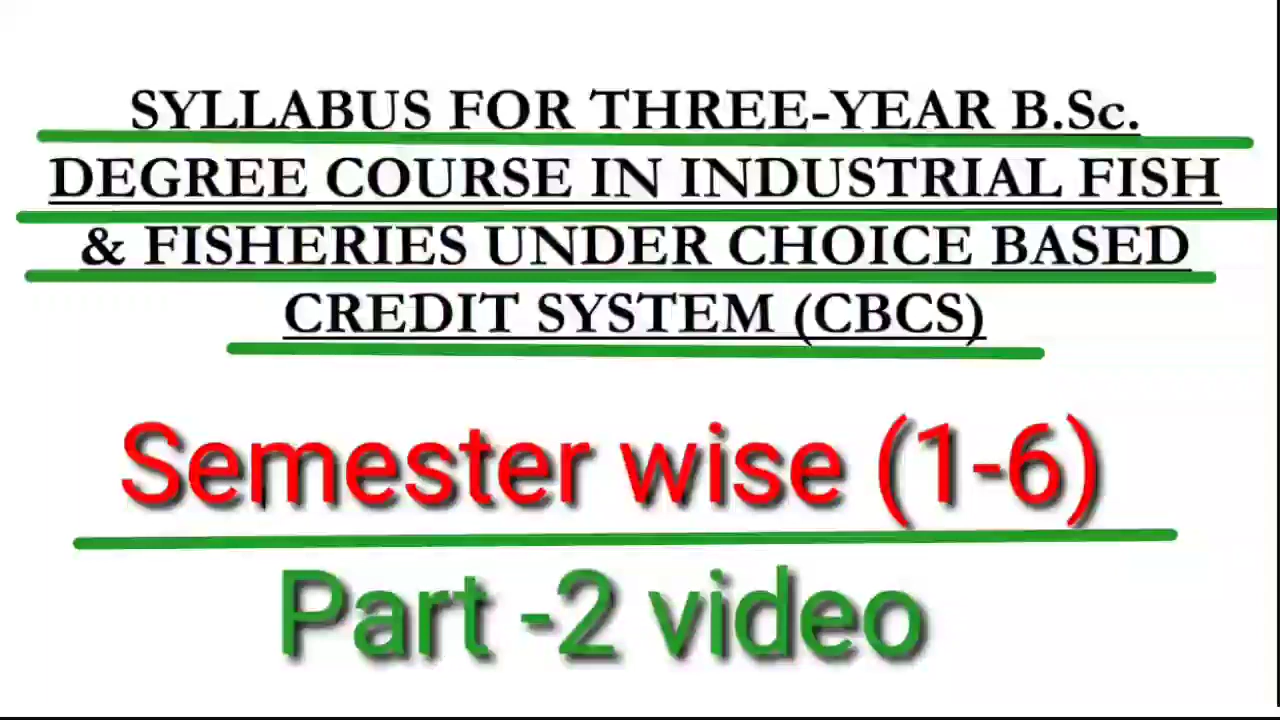 SYLLABUS FOR THREE-YEAR B.Sc.
DEGREE COURSE IN INDUSTRIAL FISH
& FISHERIES UNDER CHOICE BASED
CREDIT SYSTEM (CBCS)
Semester wise (1-6)
Part -2 video